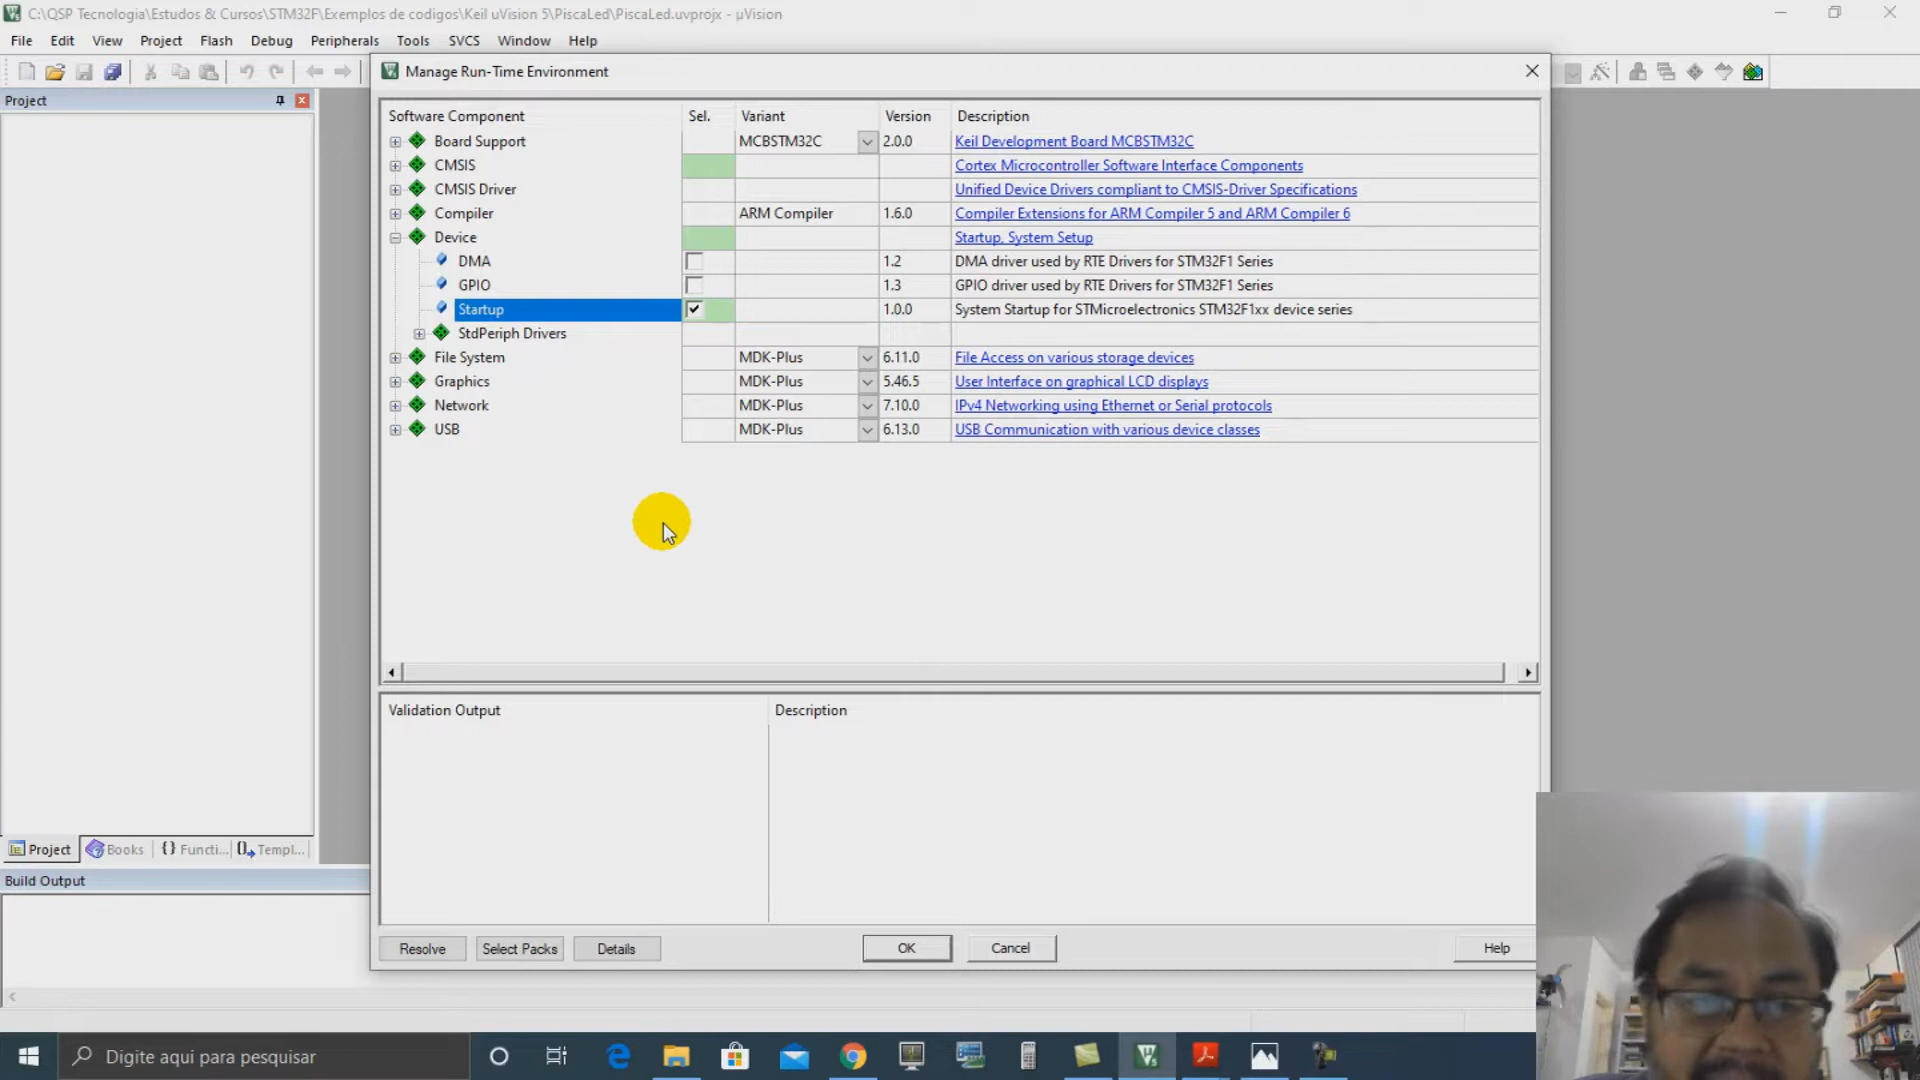 C:\QSP Tecnologia\Estudos & Cursos\STM32F\Exemplos de codigos\Keil uVision 5\PiscaLed\PiscaLed.uvprojx - µVision
File Edit View Project Flash Debug Peripherals Tools SVCS Window Help
Manage Run-Time Environment
Project
Software Component Sel. Variant Version Description
Board Support MCBSTM32C 2.0.0 Keil Development Board MCBSTM32C
CMSIS Cortex Microcontroller Software Interface Components
CMSIS Driver Unified Device Drivers compliant to CMSIS-Driver Specifications
Compiler ARM Compiler 1.6.0 Compiler Extensions for ARM Compiler 5 and ARM Compiler 6
Device Startup, System Setup
DMA 1.2 DMA driver used by RTE Drivers for STM32F1 Series
GPIO 1.3 GPIO driver used by RTE Drivers for STM32F1 Series
Startup 1.0.0 System Startup for STMicroelectronics STM32F1xx device series
StdPeriph Drivers
File System MDK-Plus 6.11.0 File Access on various storage devices
Graphics MDK-Plus 5.46.5 User Interface on graphical LCD displays
Network MDK-Plus 7.10.0 IPv4 Networking using Ethernet or Serial protocols
USB MDK-Plus 6.13.0 USB Communication with various device classes
Validation Output Description
Project Books {} Functi... Templ...
Build Output
Resolve Select Packs Details OK Cancel Help
Digite aqui para pesquisar